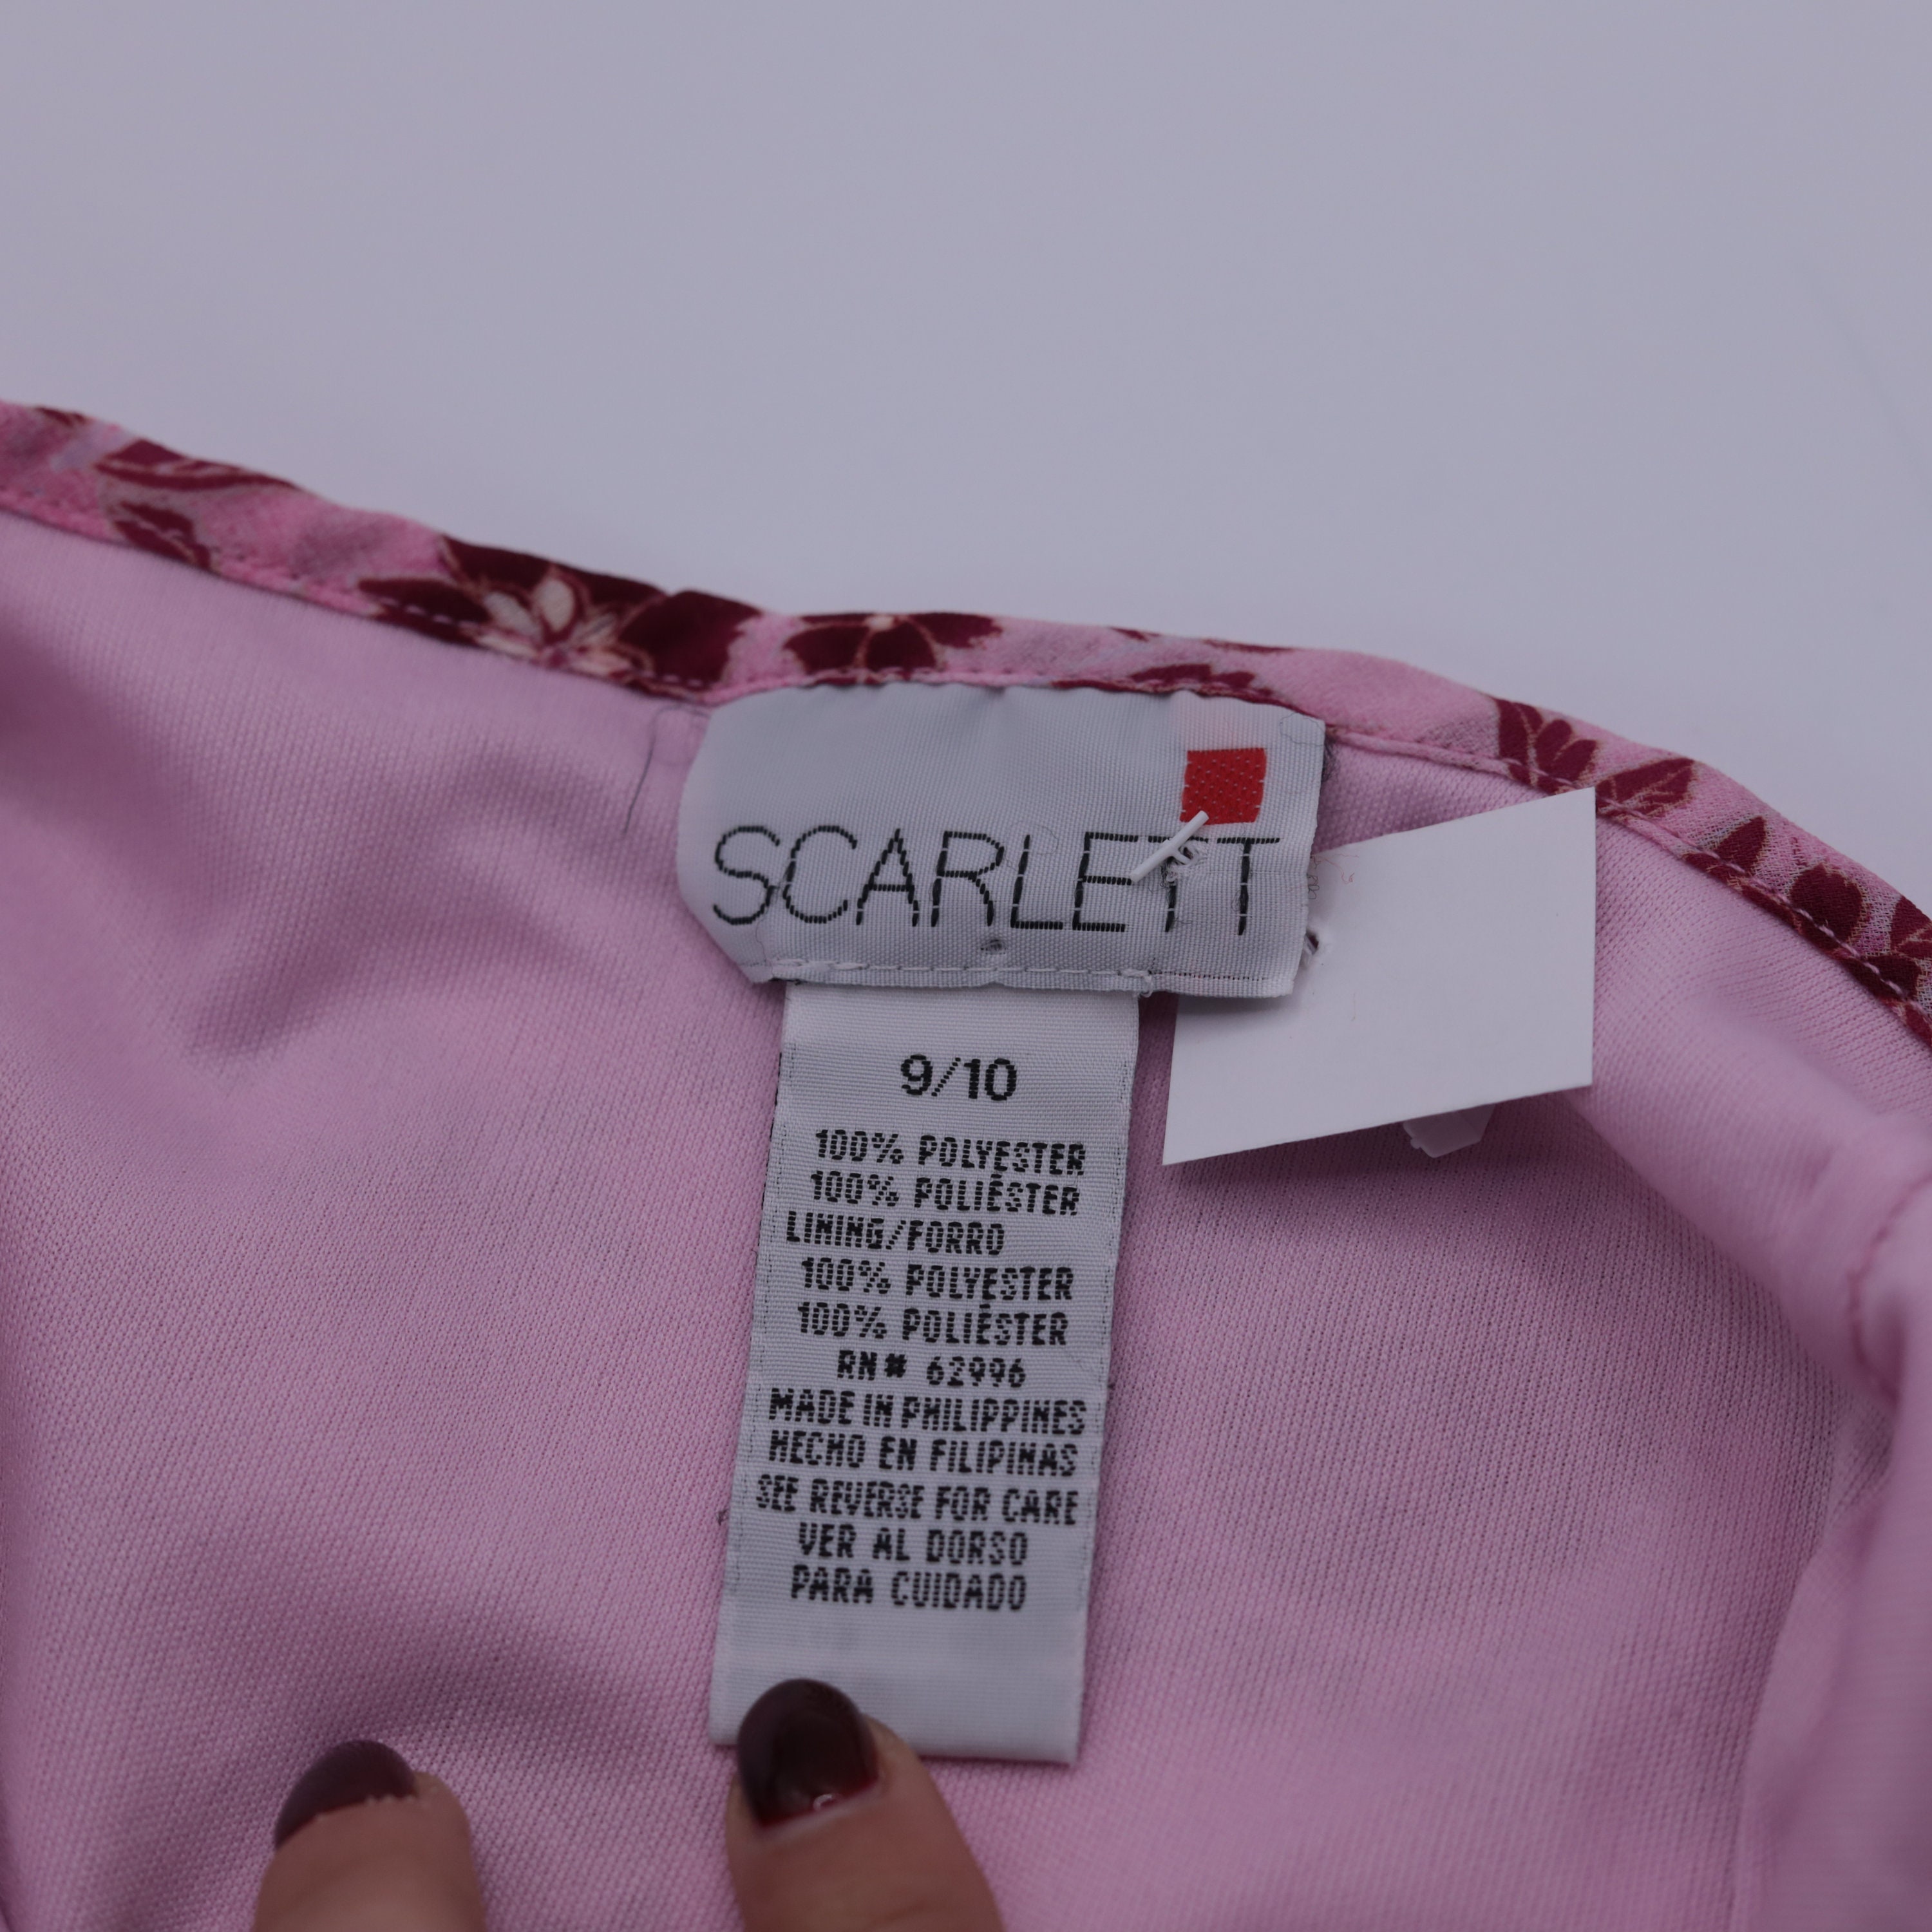 SCARLETT
9/10
100% POLYESTER
100% POLIÉSTER
LINING/FORRO
100% POLYESTER
100% POLIÉSTER
RN# 62996
MADE IN PHILIPPINES
HECHO EN FILIPINAS
SEE REVERSE FOR CARE
VER AL DORSO
PARA CUIDADO